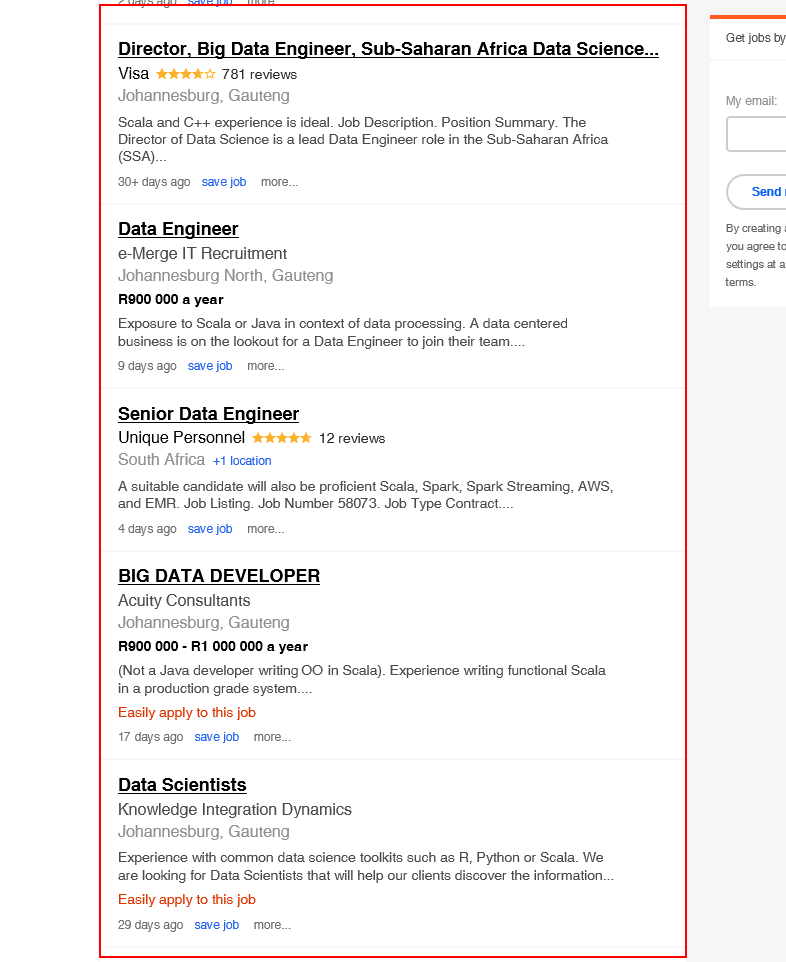 2 days ago save job more...
Director, Big Data Engineer, Sub-Saharan Africa Data Science...
Visa 781 reviews
Johannesburg, Gauteng
Scala and C++ experience is ideal. Job Description. Position Summary. The
Director of Data Science is a lead Data Engineer role in the Sub-Saharan Africa
(SSA)...
30+ days ago save job more...
Data Engineer
e-Merge IT Recruitment
Johannesburg North, Gauteng
R900 000 a year
Exposure to Scala or Java in context of data processing. A data centered
business is on the lookout for a Data Engineer to join their team....
9 days ago save job more...
Senior Data Engineer
Unique Personnel 12 reviews
South Africa +1 location
A suitable candidate will also be proficient Scala, Spark, Spark Streaming, AWS,
and EMR. Job Listing. Job Number 58073. Job Type Contract....
4 days ago save job more...
BIG DATA DEVELOPER
Acuity Consultants
Johannesburg, Gauteng
R900 000 - R1 000 000 a year
(Not a Java developer writing OO in Scala). Experience writing functional Scala
in a production grade system....
Easily apply to this job
17 days ago save job more...
Data Scientists
Knowledge Integration Dynamics
Johannesburg, Gauteng
Experience with common data science toolkits such as R, Python or Scala. We
are looking for Data Scientists that will help our clients discover the information...
Easily apply to this job
29 days ago save job more...
Get jobs by
My email:
Send
By creating
you agree to
settings at a
terms.